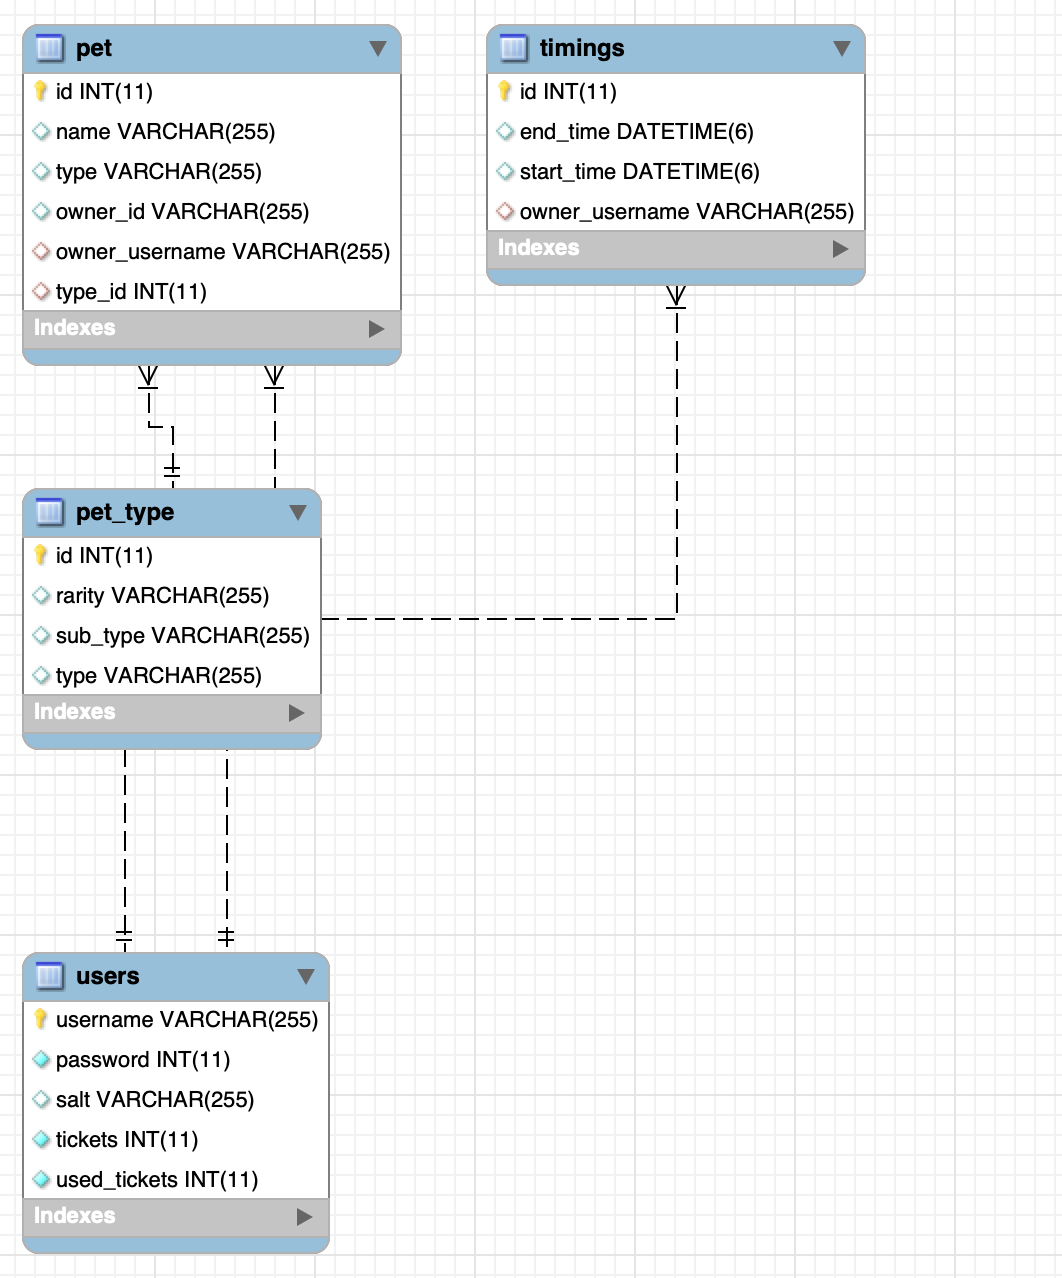 pet
id INT(11)
name VARCHAR(255)
type VARCHAR(255)
owner_id VARCHAR(255)
owner_username VARCHAR(255)
type_id INT(11)
Indexes
timings
id INT(11)
end_time DATETIME(6)
start_time DATETIME(6)
owner_username VARCHAR(255)
Indexes
pet_type
id INT(11)
rarity VARCHAR(255)
sub_type VARCHAR(255)
type VARCHAR(255)
Indexes
users
username VARCHAR(255)
password INT(11)
salt VARCHAR(255)
tickets INT(11)
used_tickets INT(11)
Indexes